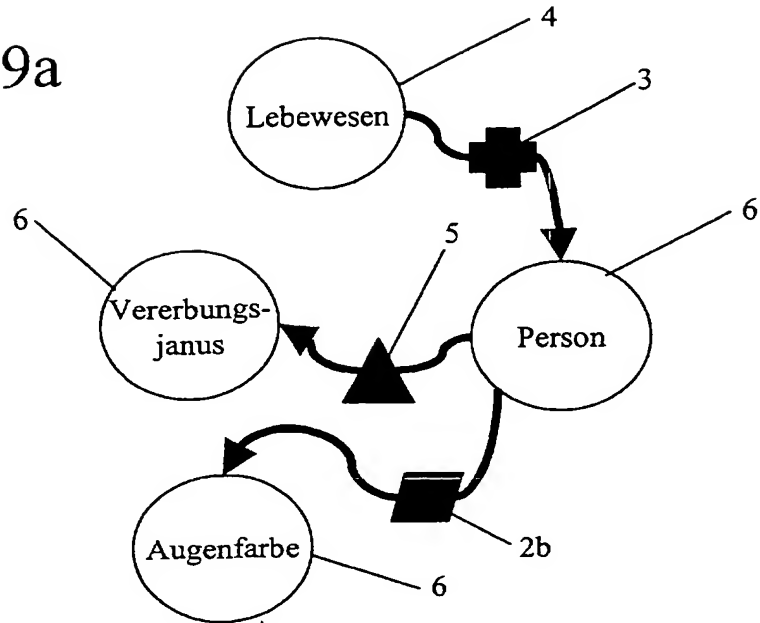 9a
4
Lebewesen
3
6
6
5
Vererbungs-
janus
Person
Augenfarbe
2b
6